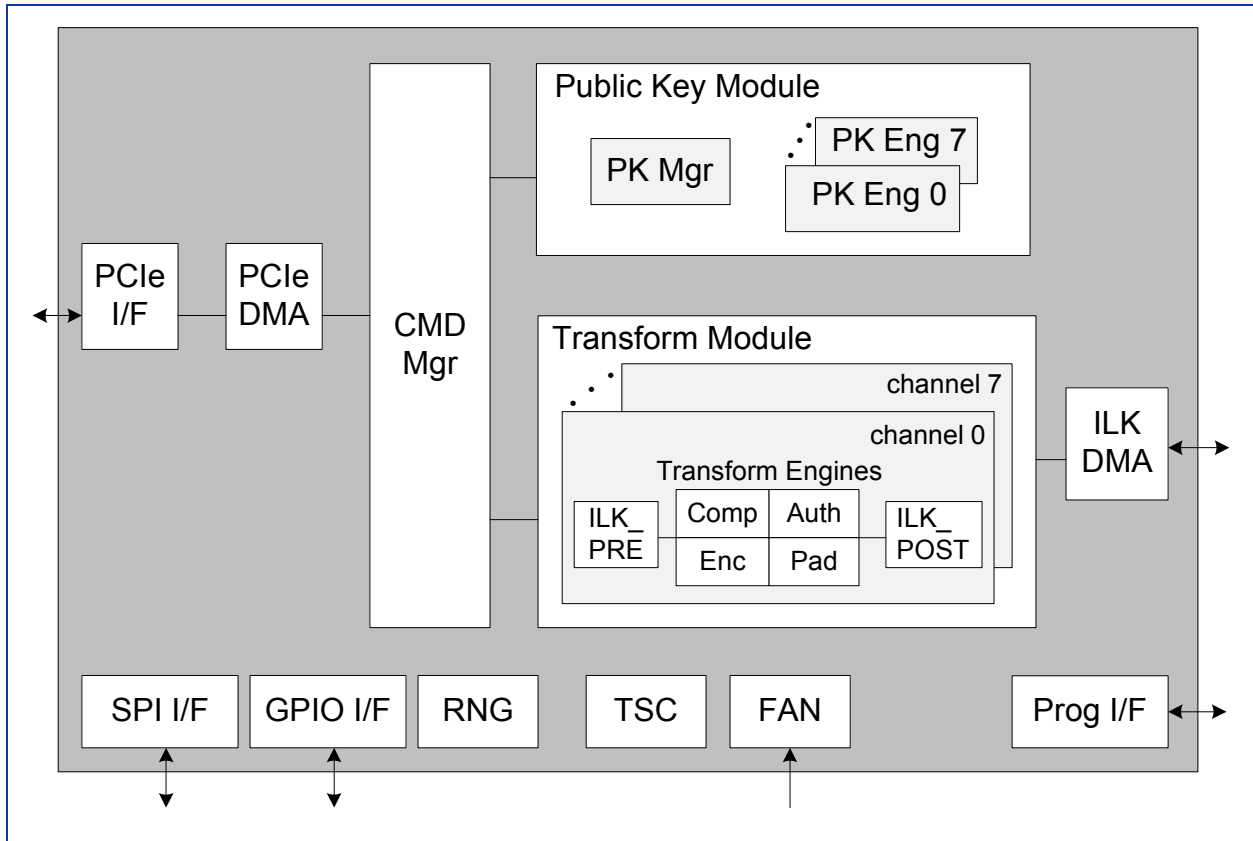 Public Key Module
PK Mgr
PK Eng 7
PK Eng 0
PCIe
I/F
PCIe
DMA
CMD
Mgr
Transform Module
channel 7
channel 0
Transform Engines
ILK_
PRE
Comp
Auth
Enc
Pad
ILK_
POST
ILK
DMA
SPI I/F
GPIO I/F
RNG
TSC
FAN
Prog I/F